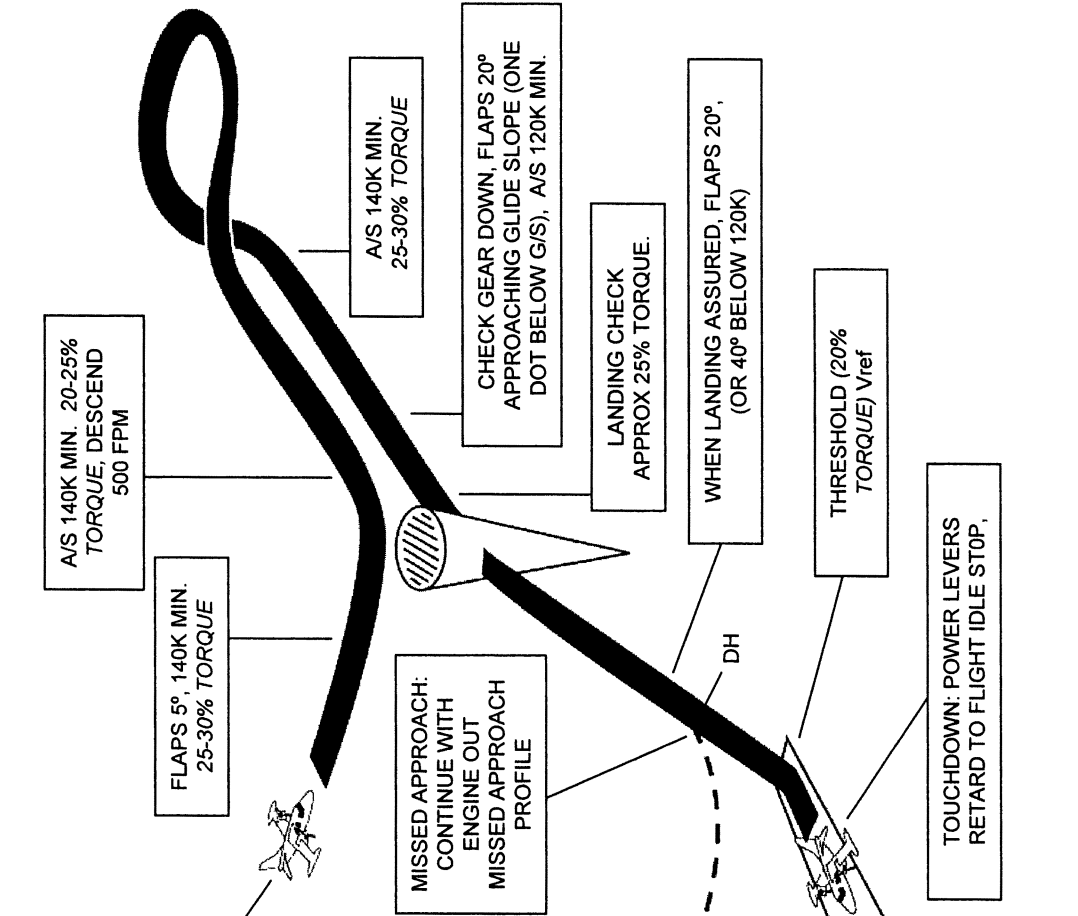 FLAPS 5º, 140K MIN.
25-30% TORQUE
A/S 140K MIN. 20-25%
TORQUE, DESCEND
500 FPM
A/S 140K MIN.
25-30% TORQUE
CHECK GEAR DOWN, FLAPS 20º
APPROACHING GLIDE SLOPE (ONE
DOT BELOW G/S), A/S 120K MIN.
LANDING CHECK
APPROX 25% TORQUE.
WHEN LANDING ASSURED, FLAPS 20º,
(OR 40º BELOW 120K)
DH
MISSED APPROACH:
CONTINUE WITH
ENGINE OUT
MISSED APPROACH
PROFILE
THRESHOLD (20%
TORQUE) Vref
TOUCHDOWN: POWER LEVERS
RETARD TO FLIGHT IDLE ST0P,